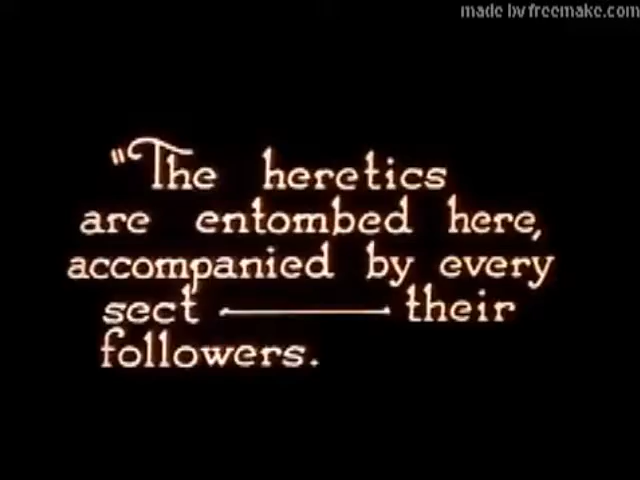 made by freemake.com
"The heretics
are entombed here,
accompanied by every
sect ——— their
followers.